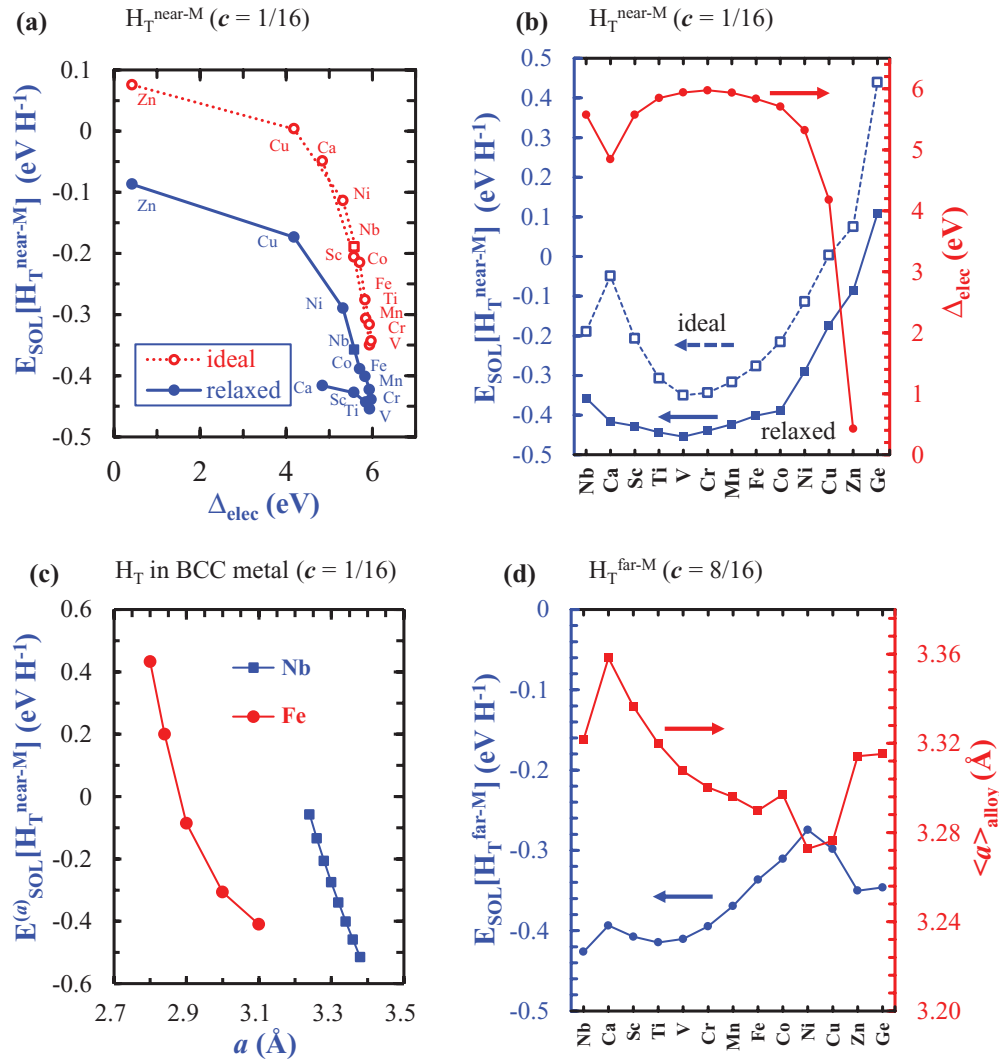 (a) H_T^near-M (c = 1/16)
E_SOL[H_T^near-M] (eV H^-1)
0.1
0
-0.1
-0.2
-0.3
-0.4
-0.5
Zn
Cu
Ca
Ni
Nb
Sc
Co
Fe
Ti
Mn
Cr
V
Zn
Cu
Ni
Nb
Co
Fe
Ca
Sc
Ti
Mn
Cr
V
ideal
relaxed
0 2 4 6
Δ_elec (eV)
(b) H_T^near-M (c = 1/16)
E_SOL[H_T^near-M] (eV H^-1)
0.5
0.4
0.3
0.2
0.1
0
-0.1
-0.2
-0.3
-0.4
-0.5
ideal
relaxed
6
5
4
3
2
1
0
Δ_elec (eV)
Nb Ca Sc Ti V Cr Mn Fe Co Ni Cu Zn Ge
(c) H_T in BCC metal (c = 1/16)
E^(a)_SOL[H_T^near-M] (eV H^-1)
0.6
0.4
0.2
0
-0.2
-0.4
-0.6
Nb
Fe
2.7 2.9 3.1 3.3 3.5
a (Å)
(d) H_T^far-M (c = 8/16)
E_SOL[H_T^far-M] (eV H^-1)
0
-0.1
-0.2
-0.3
-0.4
-0.5
3.36
3.32
3.28
3.24
3.20
<a>_alloy (Å)
Nb Ca Sc Ti V Cr Mn Fe Co Ni Cu Zn Ge